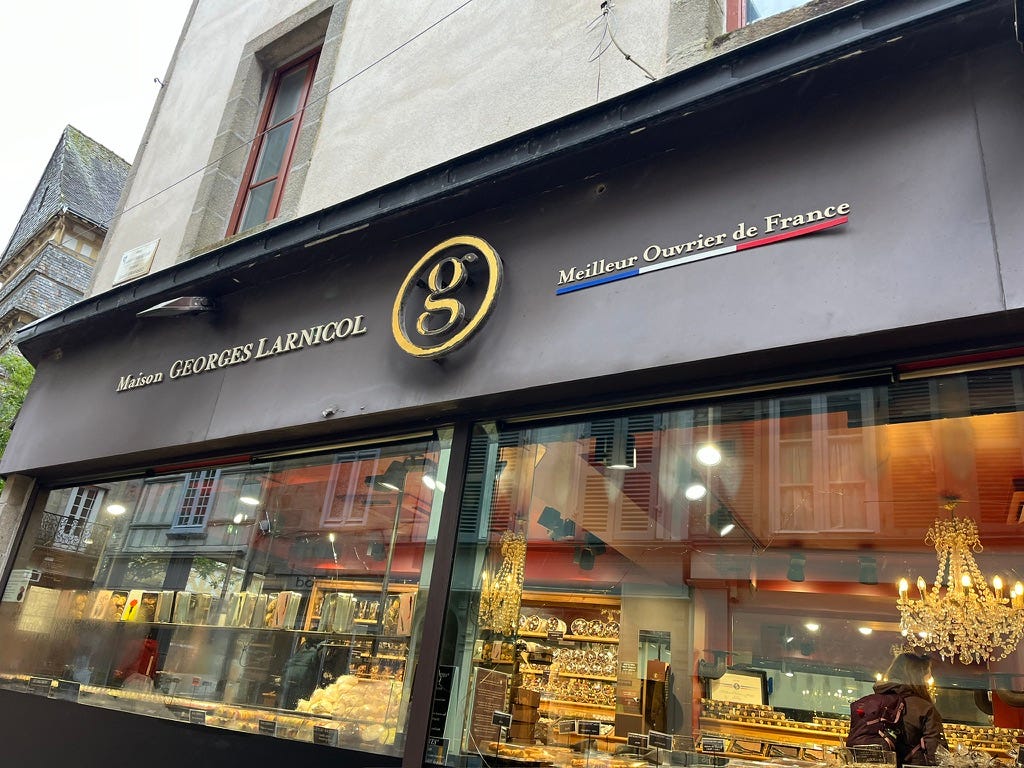 Maison GEORGES LARNICOL
g
Meilleur Ouvrier de France